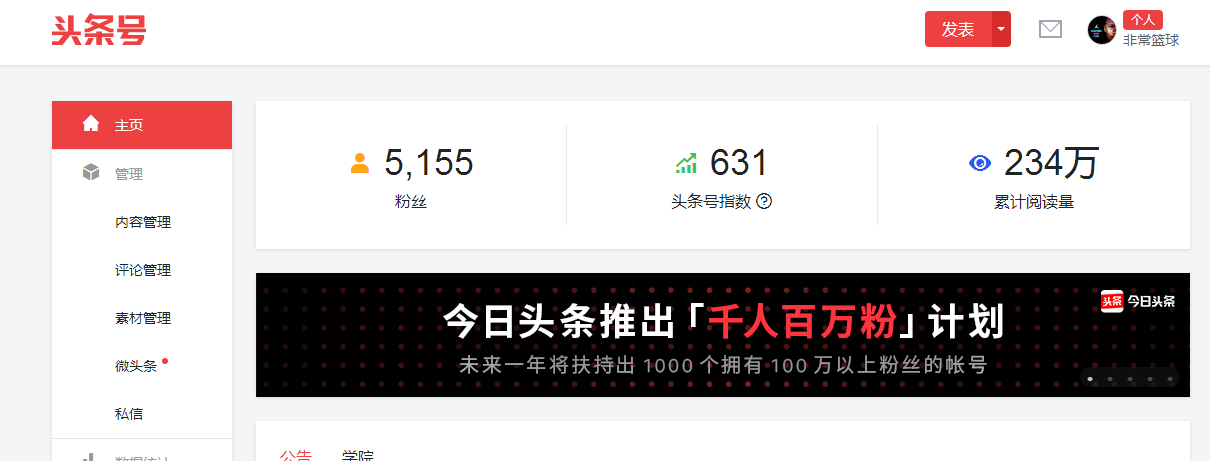 头条号
发表
个人
非常篮球
主页
管理
内容管理
评论管理
素材管理
微头条
私信
数据统计
5,155
粉丝
631
头条号指数
234万
累计阅读量
今日头条推出「千人百万粉」计划
未来一年将扶持出 1000 个拥有 100 万以上粉丝的帐号
头条 今日头条
公告 学院